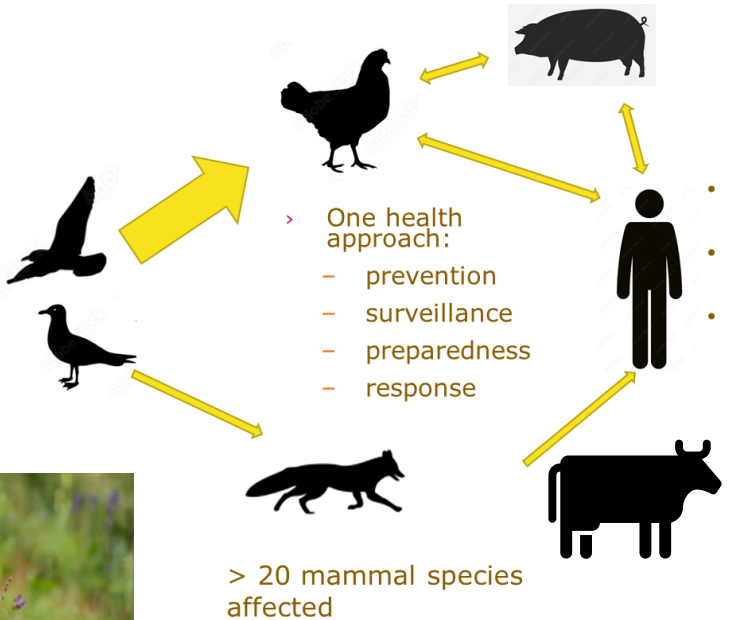 › One health
approach:
– prevention
– surveillance
– preparedness
– response
> 20 mammal species
affected